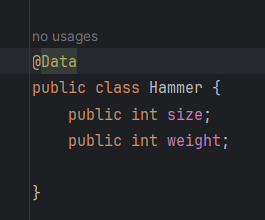 no usages
@Data
public class Hammer {
    public int size;
    public int weight;
}